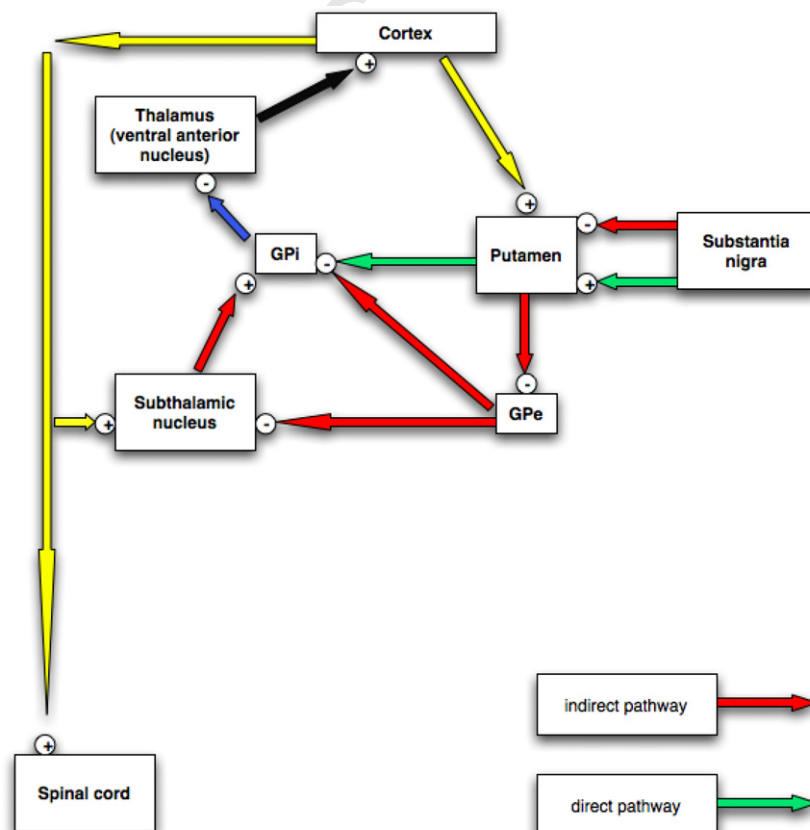 Cortex
+
Thalamus
(ventral anterior
nucleus)
-
+
GPi
-
Putamen
-
Substantia
nigra
+
+
-
Subthalamic
nucleus
+
-
GPe
indirect pathway
+
Spinal cord
direct pathway